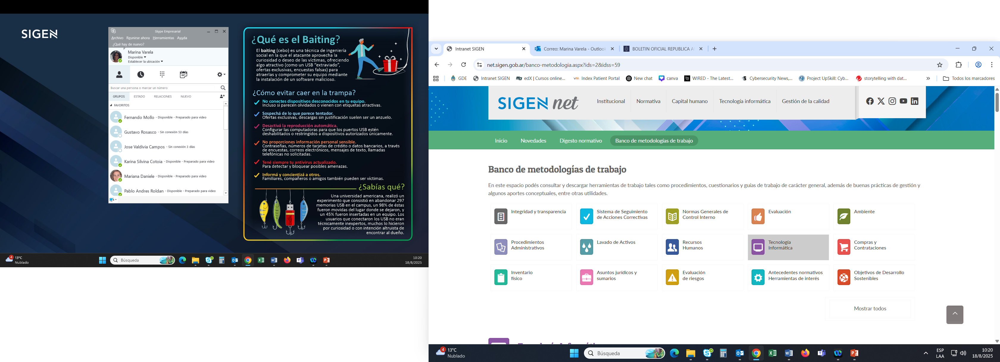 SIGEN
Skype Empresarial
Archivo Reunirse ahora Herramientas Ayuda
¿Qué hay de nuevo?
Marina Varela
Disponible
Establecer la ubicación
Buscar una persona o marcar un número
GRUPOS ESTADO RELACIONES NUEVO
FAVORITOS
Fernando Mollo - Disponible - Preparado para video
Gustavo Rosasco - Sin conexión 53 días
Jose Valdivia Campos - Sin conexión 3 días
Karina Silvina Cotoia - Disponible - Preparado para video
Mariana Daniele - Disponible - Preparado para video
Pablo Andres Roldan - Disponible - Preparado para video
¿Qué es el Baiting?
El baiting (cebo) es una técnica de ingeniería
social en la que el atacante aprovecha la
curiosidad o deseo de las víctimas, ofreciendo
algo atractivo (como un USB “extraviado”,
ofertas exclusivas, encuestas falsas) para
atraerlas y comprometer su equipo mediante
la instalación de un software malicioso.
¿Cómo evitar caer en la trampa?
No conectes dispositivos desconocidos en tu equipo.
Incluso si parecen olvidados o vienen con etiquetas atractivas.
Sospechá de lo que parece tentador.
Ofertas exclusivas, descargas sin justificación suelen ser un anzuelo.
Desactivá la reproducción automática.
Configurar las computadoras para que los puertos USB estén
deshabilitados o restringidos a dispositivos autorizados únicamente.
No proporciones información personal sensible.
Contraseñas, números de tarjetas de crédito o datos bancarios, a través
de encuestas, correos electrónicos, mensajes de texto, llamadas
telefónicas no solicitadas.
Tené siempre tu antivirus actualizado.
Para detectar y bloquear posibles amenazas.
Informá y concientizá a otros.
Familiares, compañeros o amigos también pueden ser víctimas.
¿Sabías qué?
Una universidad americana, realizó un
experimento que consistió en abandonar 297
memorias USB en el campus, un 98% de éstas
fueron movidas del lugar donde se dejaron, y
un 45% fueron insertadas en un equipo. Los
usuarios que conectaron los USB no eran
técnicamente inexpertos, muchos lo hicieron
por curiosidad o con intención altruista de
encontrar al dueño.
4
13°C
Nublado
Búsqueda
10:20
18/8/2025
Intranet SIGEN
Correo: Marina Varela - Outlook
BOLETIN OFICIAL REPUBLICA A
net.sigen.gob.ar/banco-metodologia.aspx?ids=2&idss=59
GDE Intranet SIGEN edX | Cursos online... Index Patient Portal New chat canva WIRED - The Latest... Cybersecurity News,... Project UpSkill: Cyb... storytelling with dat... » Todos los marcadores
SIGEN net
Institucional Normativa Capital humano Tecnología informática Gestión de la calidad
Inicio Novedades Digesto normativo Banco de metodologías de trabajo
Banco de metodologías de trabajo
En este espacio podés consultar y descargar herramientas de trabajo tales como procedimientos, cuestionarios y guías de trabajo de carácter general, además de buenas prácticas de gestión y
algunos aportes conceptuales, entre otras utilidades.
Integridad y transparencia
Sistema de Seguimiento
de Acciones Correctivas
Normas Generales de
Control Interno
Evaluación
Ambiente
Procedimientos
Administrativos
Lavado de Activos
Recursos
Humanos
Tecnología
Informática
Compras y
Contrataciones
Inventario
físico
Asuntos jurídicos y
sumarios
Evaluación
de riesgos
Antecedentes normativos
Herramientas de interés
Objetivos de Desarrollo
Sostenibles
Mostrar todos
4
13°C
Nublado
Búsqueda
ESP
LAA
10:20
18/8/2025